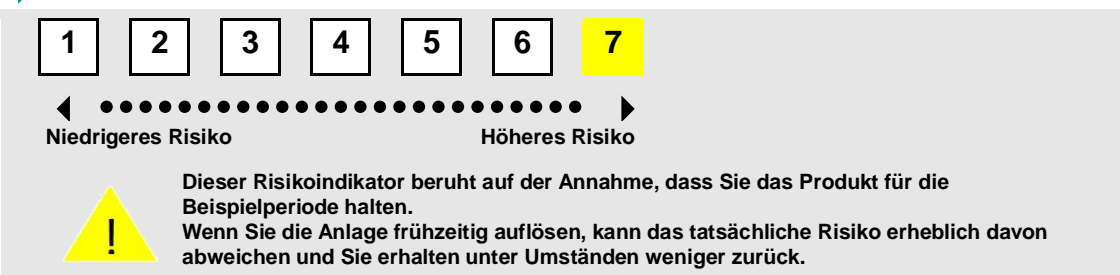 1 2 3 4 5 6 7
Niedrigeres Risiko Höheres Risiko
Dieser Risikoindikator beruht auf der Annahme, dass Sie das Produkt für die
Beispielperiode halten.
! Wenn Sie die Anlage frühzeitig auflösen, kann das tatsächliche Risiko erheblich davon
abweichen und Sie erhalten unter Umständen weniger zurück.